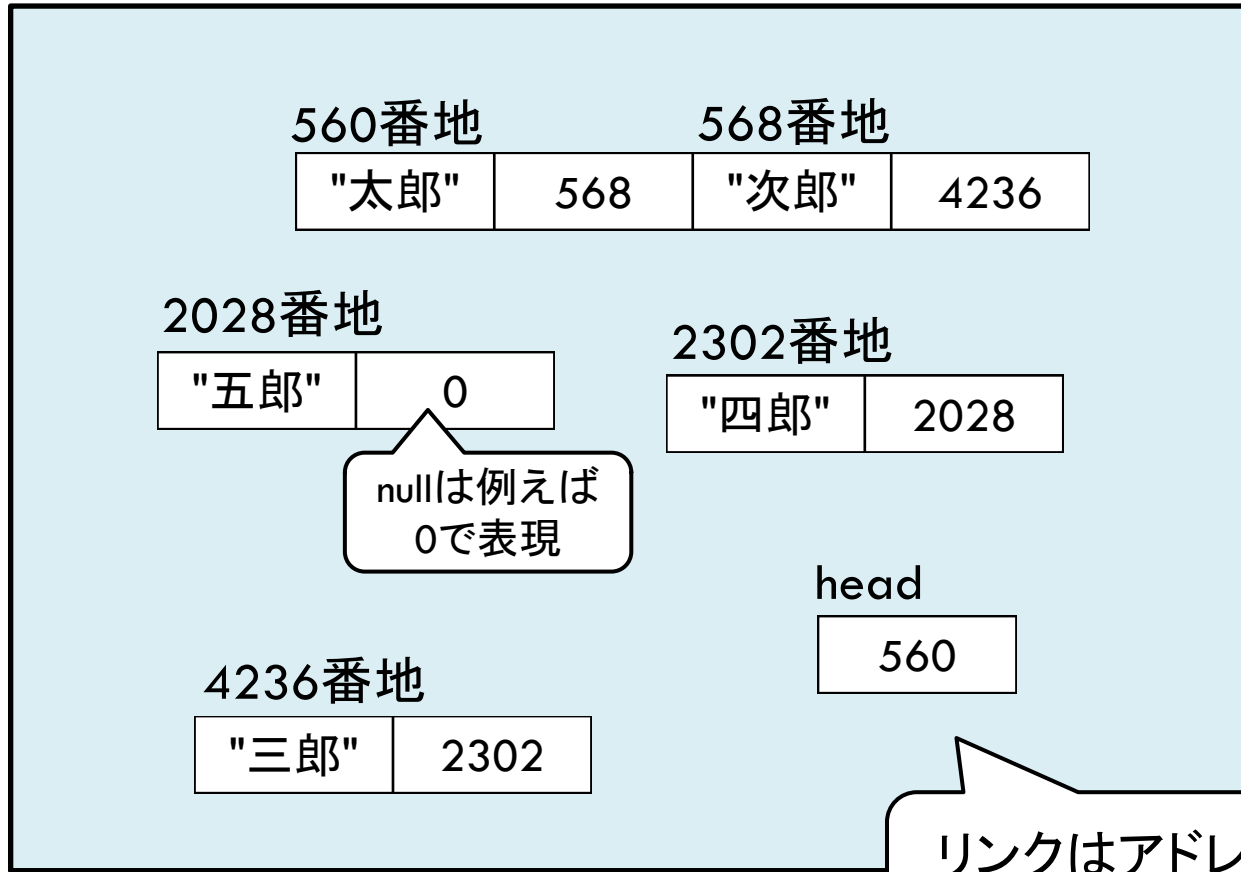 560番地 568番地
"太郎" 568 "次郎" 4236
2028番地
2302番地
"五郎" 0
"四郎" 2028
nullは例えば
0で表現
head
560
4236番地
"三郎" 2302
リンクはアドレ